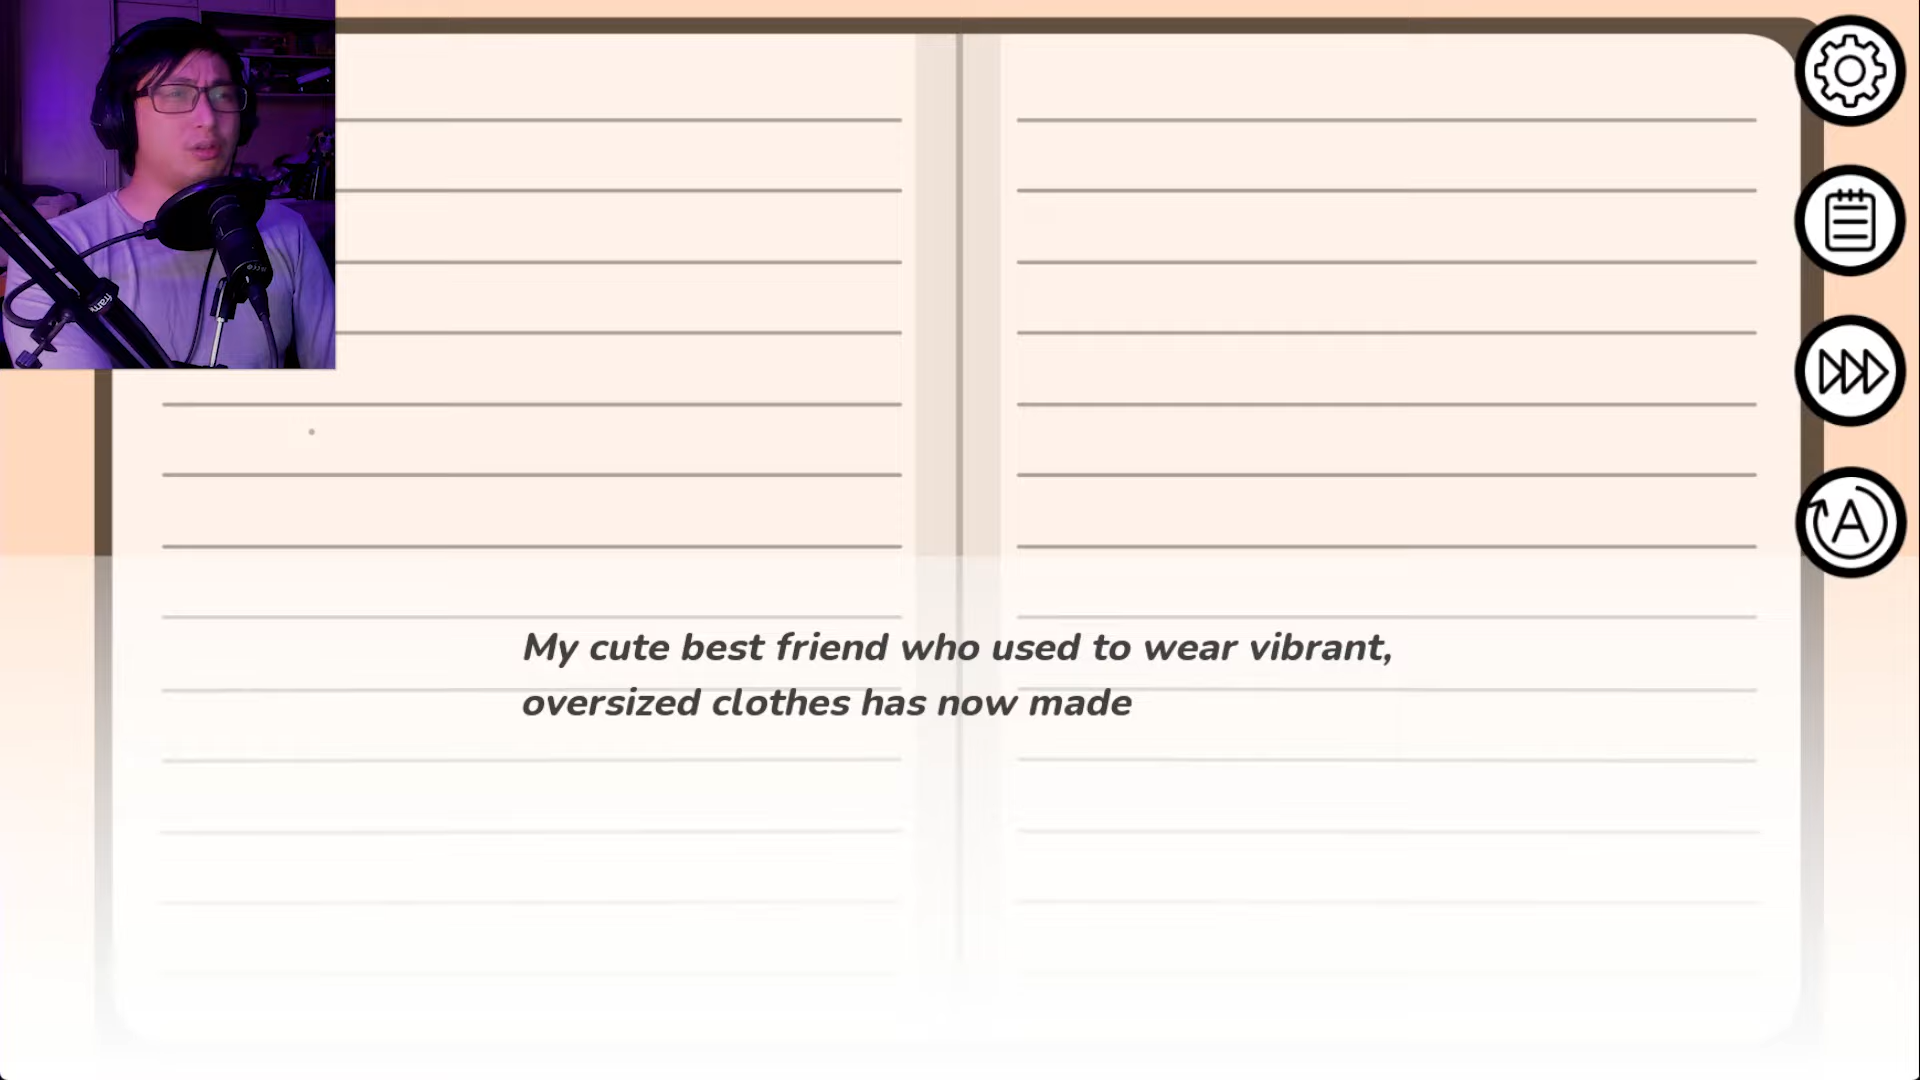 My cute best friend who used to wear vibrant,
oversized clothes has now made
A